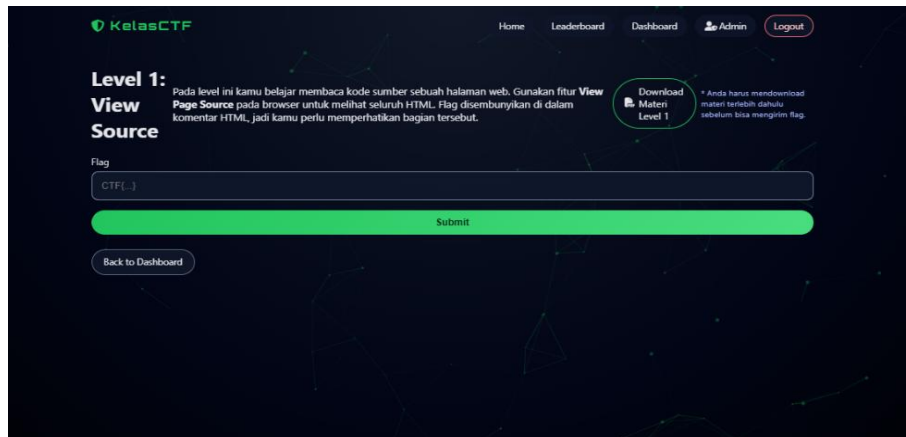 KelasCTF
Home
Leaderboard
Dashboard
Admin
Logout
Level 1:
View
Source
Pada level ini kamu belajar membaca kode sumber sebuah halaman web. Gunakan fitur View
Page Source pada browser untuk melihat seluruh HTML. Flag disembunyikan di dalam
komentar HTML, jadi kamu perlu memperhatikan bagian tersebut.
Download
Materi
Level 1
* Anda harus mendownload
materi terlebih dahulu
sebelum bisa mengirim flag.
Flag
CTF{...}
Submit
Back to Dashboard